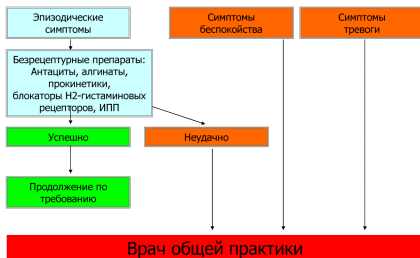 Эпизодические
симптомы
Симптомы
беспокойства
Симптомы
тревоги
Безрецептурные препараты:
Антациты, алгинаты,
прокинетики,
блокаторы Н2-гистаминовых
рецепторов, ИПП
Успешно
Неудачно
Продолжение по
требованию
Врач общей практики